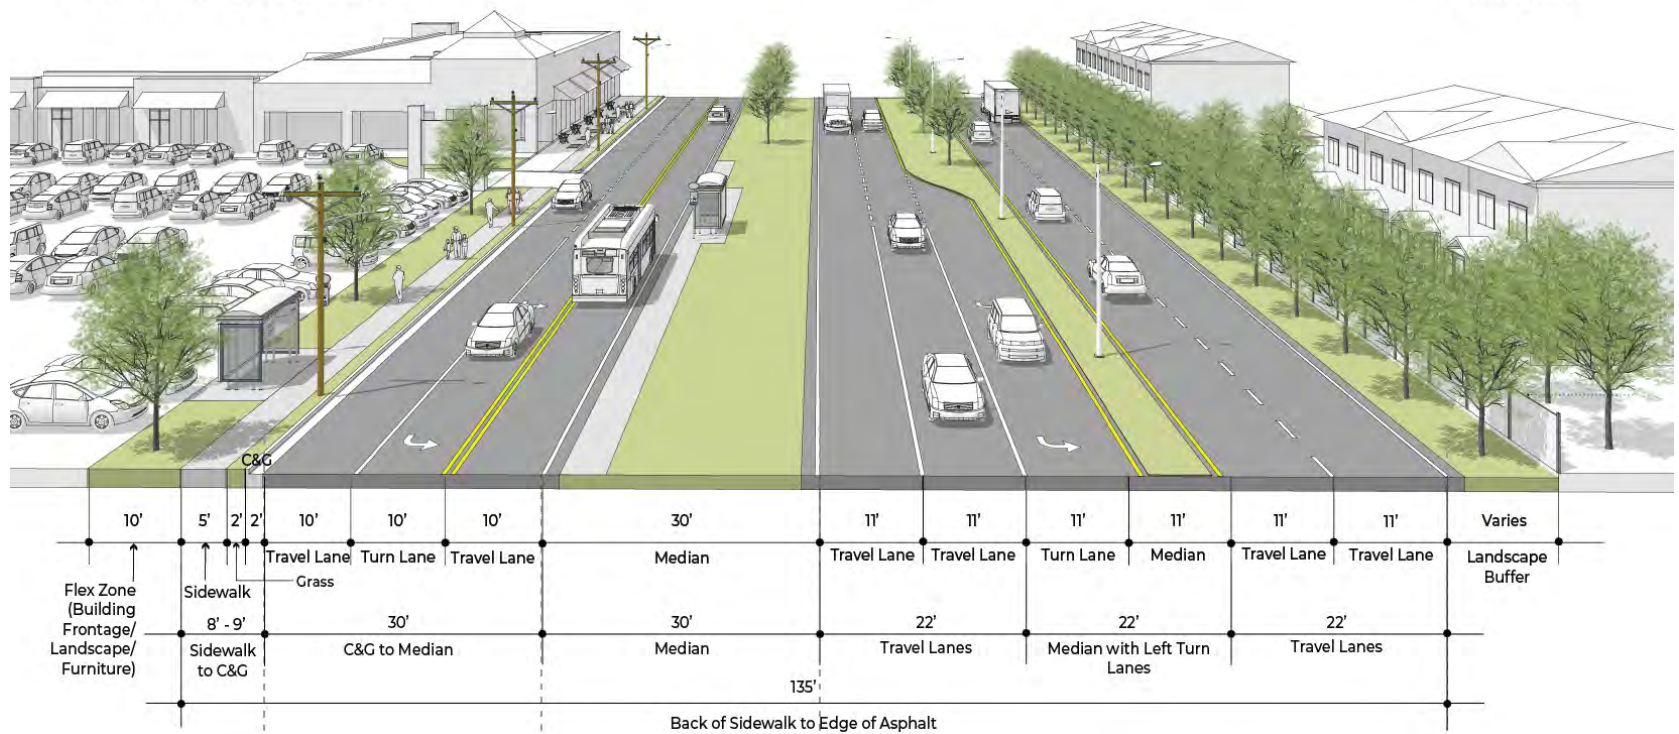 C&G
10’ 5’ 2’ 2’ 10’ 10’ 10’ 30’ 11’ 11’ 11’ 11’ 11’ 11’ Varies
Travel Lane Turn Lane Travel Lane Median Travel Lane Travel Lane Turn Lane Median Travel Lane Travel Lane Landscape
Buffer
Grass
Flex Zone
(Building
Frontage/
Landscape/
Furniture)
Sidewalk
8’ - 9’ 30’ 30’ 22’ 22’ 22’
Sidewalk
to C&G
C&G to Median
Median
Travel Lanes
Median with Left Turn
Lanes
Travel Lanes
135’
Back of Sidewalk to Edge of Asphalt